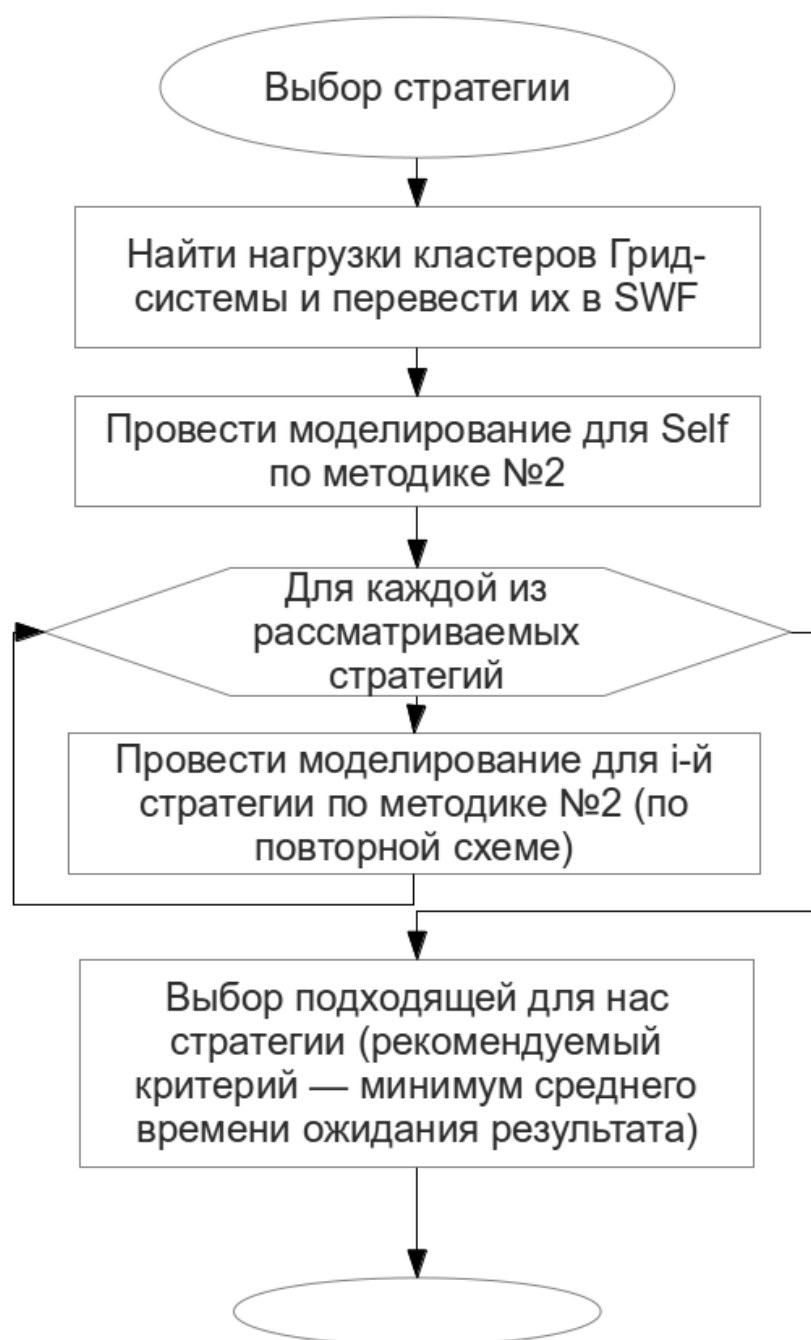 Выбор стратегии
Найти нагрузки кластеров Грид-
системы и перевести их в SWF
Провести моделирование для Self
по методике №2
Для каждой из
рассматриваемых
стратегий
Провести моделирование для i-й
стратегии по методике №2 (по
повторной схеме)
Выбор подходящей для нас
стратегии (рекомендуемый
критерий — минимум среднего
времени ожидания результата)